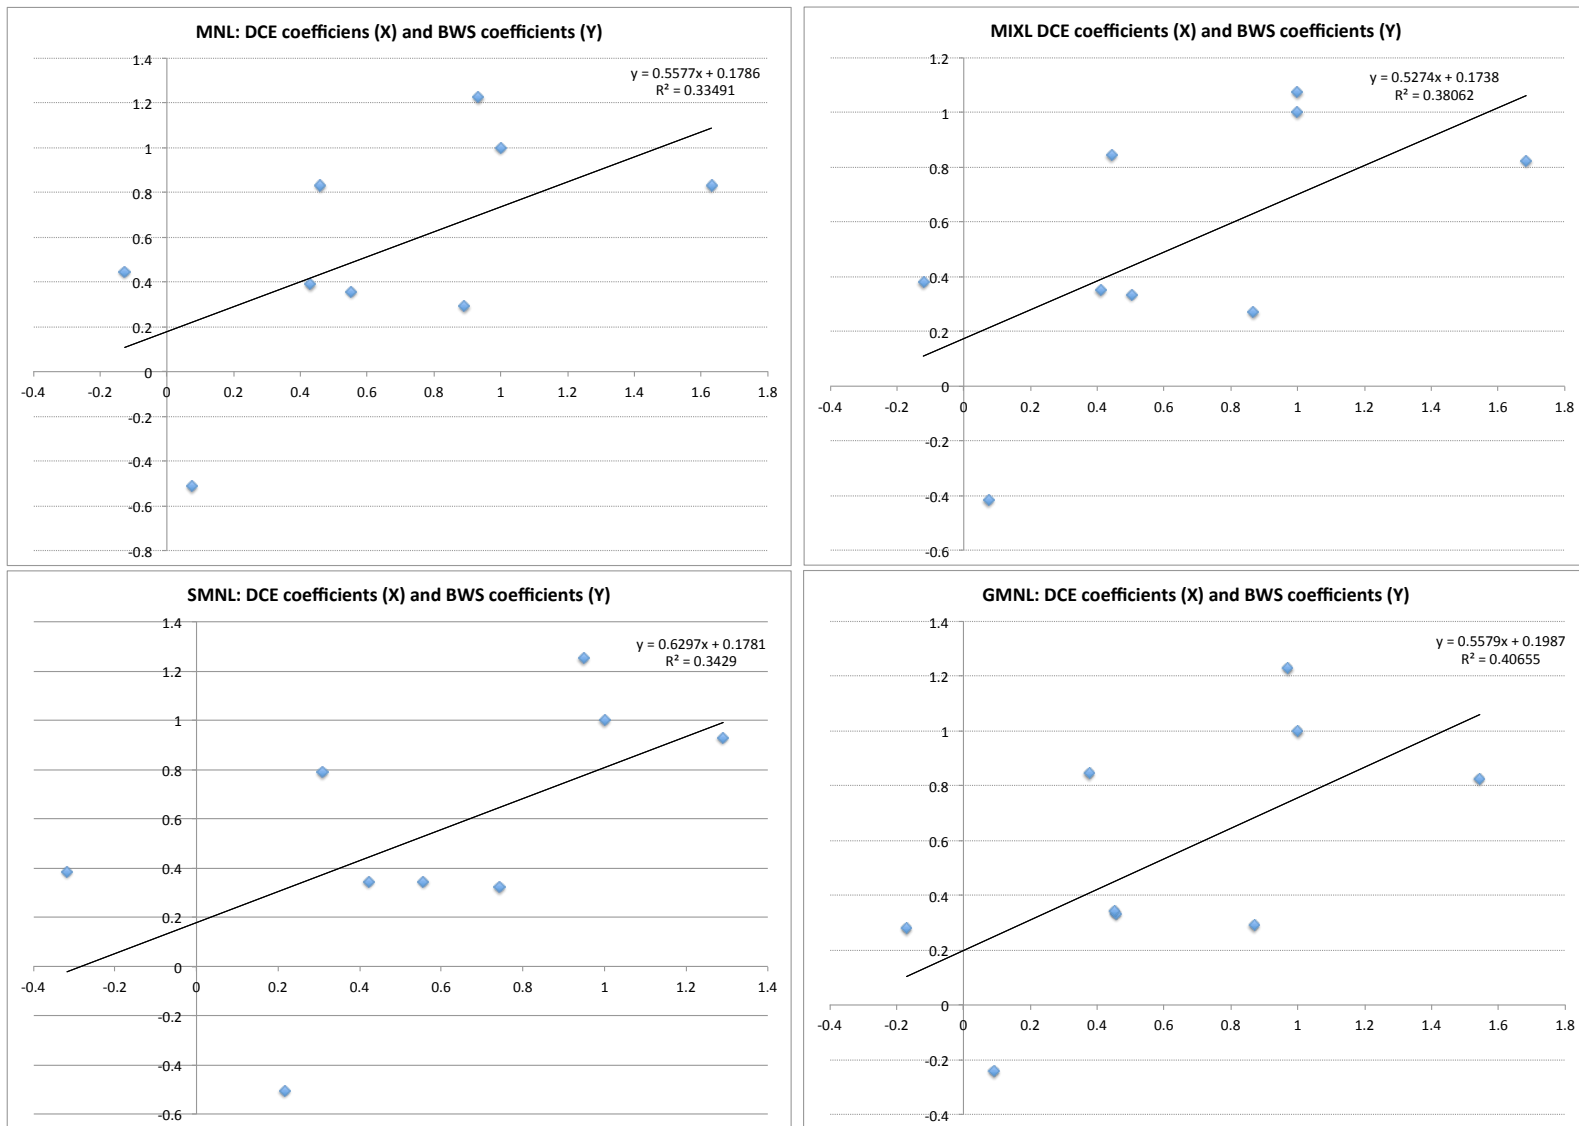 MNL: DCE coefficiens (X) and BWS coefficients (Y)
y = 0.5577x + 0.1786
R² = 0.33491
1.4
1.2
1
0.8
0.6
0.4
0.2
0
-0.2
-0.4
-0.6
-0.8
-0.4 -0.2 0 0.2 0.4 0.6 0.8 1 1.2 1.4 1.6 1.8
MIXL DCE coefficients (X) and BWS coefficients (Y)
y = 0.5274x + 0.1738
R² = 0.38062
1.2
1
0.8
0.6
0.4
0.2
0
-0.2
-0.4
-0.6
-0.4 -0.2 0 0.2 0.4 0.6 0.8 1 1.2 1.4 1.6 1.8
SMNL: DCE coefficients (X) and BWS coefficients (Y)
y = 0.6297x + 0.1781
R² = 0.3429
1.4
1.2
1
0.8
0.6
0.4
0.2
0
-0.2
-0.4
-0.6
-0.4 -0.2 0 0.2 0.4 0.6 0.8 1 1.2 1.4
GMNL: DCE coefficients (X) and BWS coefficients (Y)
y = 0.5579x + 0.1987
R² = 0.40655
1.4
1.2
1
0.8
0.6
0.4
0.2
0
-0.2
-0.4
-0.4 -0.2 0 0.2 0.4 0.6 0.8 1 1.2 1.4 1.6 1.8